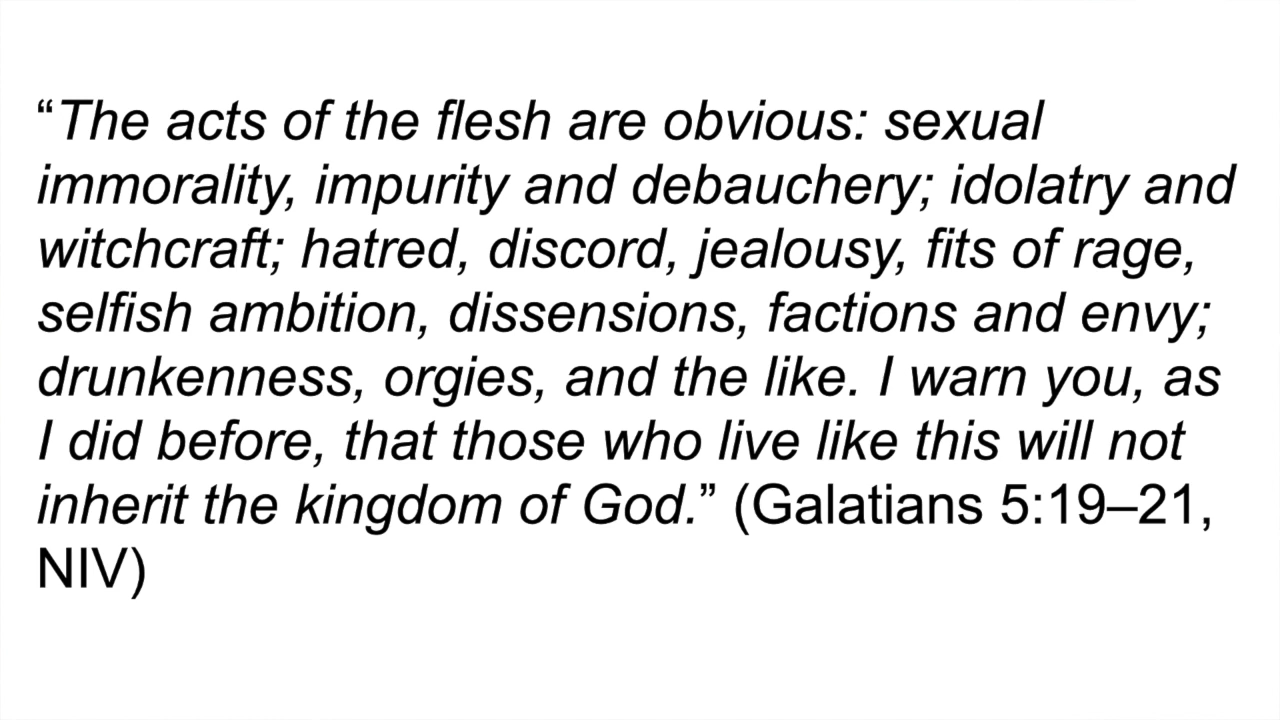 “The acts of the flesh are obvious: sexual
immorality, impurity and debauchery; idolatry and
witchcraft; hatred, discord, jealousy, fits of rage,
selfish ambition, dissensions, factions and envy;
drunkenness, orgies, and the like. I warn you, as
I did before, that those who live like this will not
inherit the kingdom of God.” (Galatians 5:19–21,
NIV)